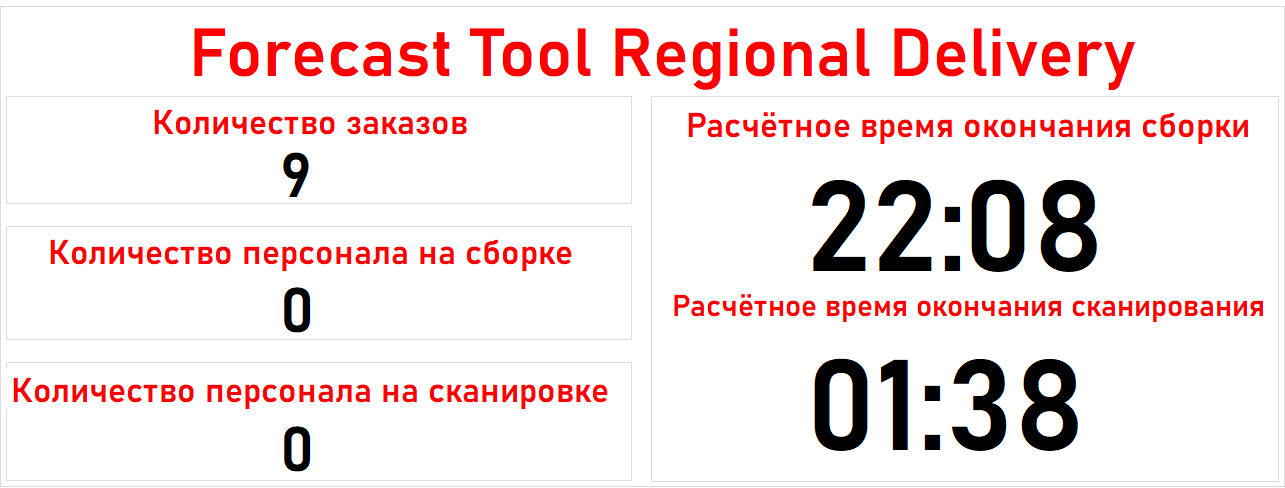 Forecast Tool Regional Delivery
Количество заказов
9
Количество персонала на сборке
0
Количество персонала на сканировке
0
Расчётное время окончания сборки
22:08
Расчётное время окончания сканирования
01:38